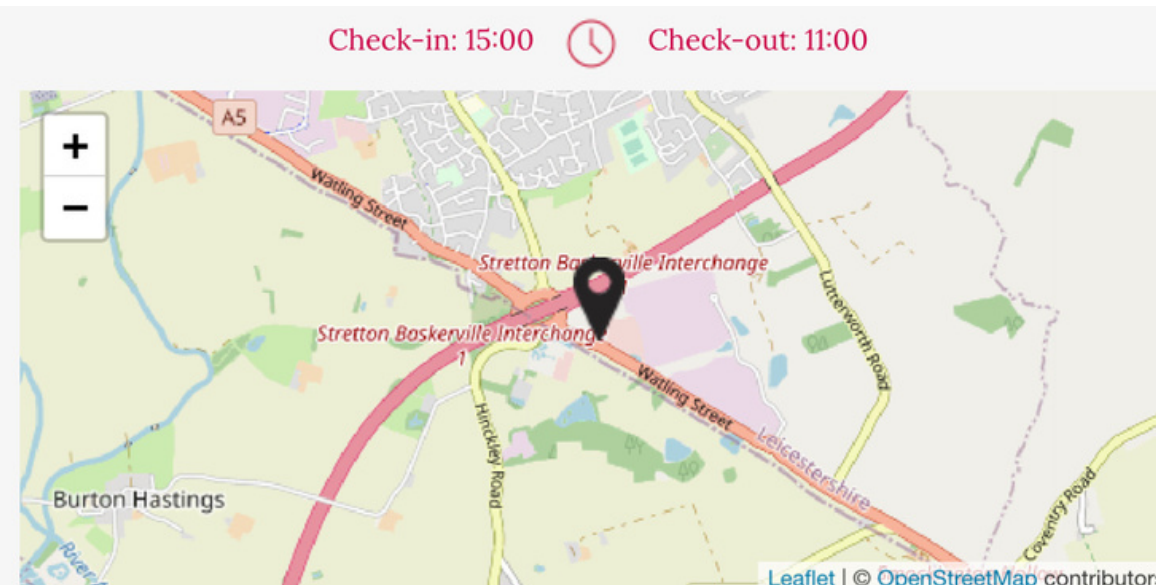 Check-in: 15:00
Check-out: 11:00
+
−
A5
Watling Street
Stretton Baskerville Interchange
Stretton Baskerville Interchange
1
Lutterworth Road
Watling Street
Hinckley Road
Leicestershire
Burton Hastings
Coventry Road
River
Leaflet | © OpenStreetMap contributors